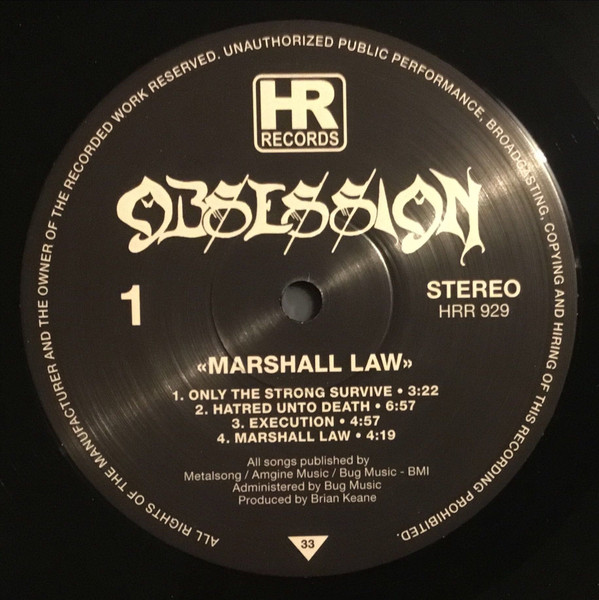 ALL RIGHTS OF THE MANUFACTURER AND THE OWNER OF THE RECORDED WORK RESERVED. UNAUTHORIZED PUBLIC PERFORMANCE, BROADCASTING, COPYING AND HIRING OF THIS RECORDING PROHIBITED.
HR
RECORDS
OBSESSION
1
STEREO
HRR 929
«MARSHALL LAW»
1. ONLY THE STRONG SURVIVE • 3:22
2. HATRED UNTO DEATH • 6:57
3. EXECUTION • 4:57
4. MARSHALL LAW • 4:19
All songs published by
Metalsong / Amgine Music / Bug Music - BMI
Administered by Bug Music
Produced by Brian Keane
33